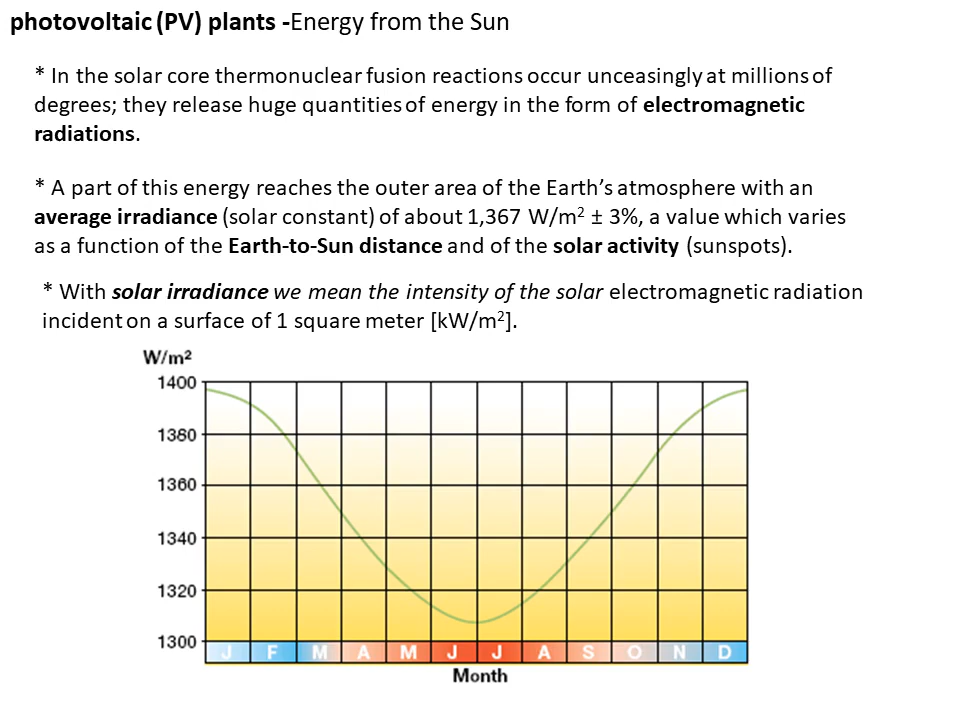 photovoltaic (PV) plants -Energy from the Sun
* In the solar core thermonuclear fusion reactions occur unceasingly at millions of
degrees; they release huge quantities of energy in the form of electromagnetic
radiations.
* A part of this energy reaches the outer area of the Earth’s atmosphere with an
average irradiance (solar constant) of about 1,367 W/m² ± 3%, a value which varies
as a function of the Earth-to-Sun distance and of the solar activity (sunspots).
* With solar irradiance we mean the intensity of the solar electromagnetic radiation
incident on a surface of 1 square meter [kW/m²].
W/m²
1400
1380
1360
1340
1320
1300
J F M A M J J A S O N D
Month